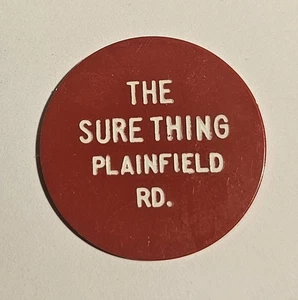 THE
SURE THING
PLAINFIELD
RD.